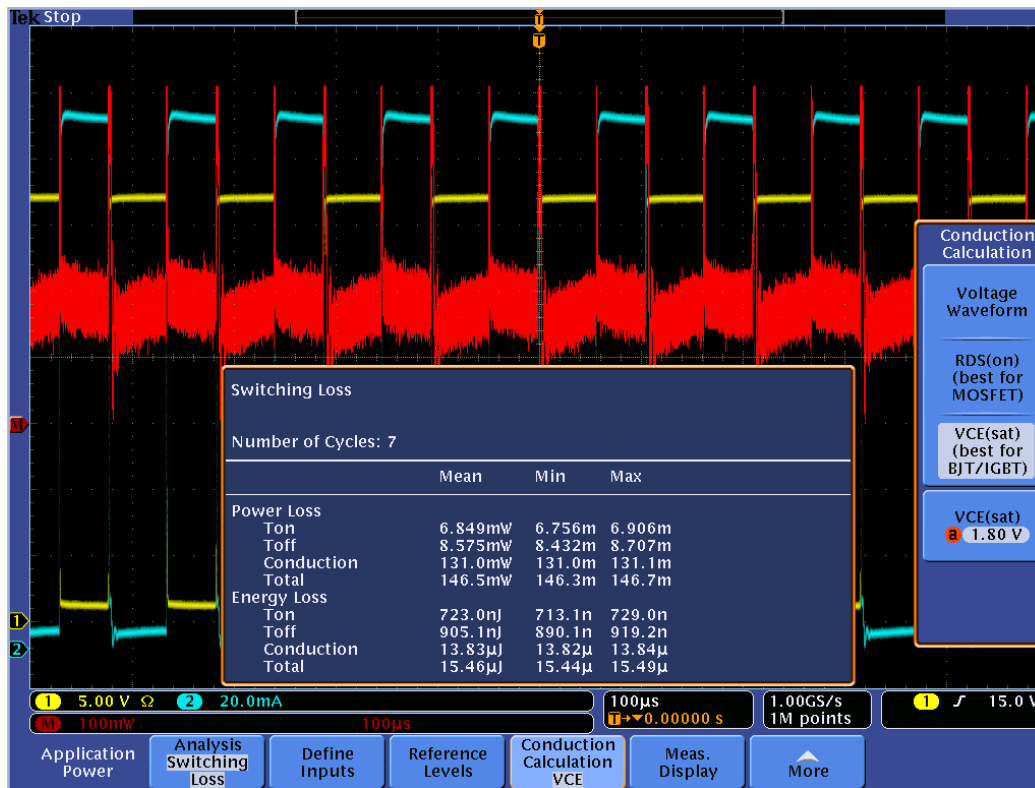 Tek Stop
T
T
Conduction
Calculation
Voltage
Waveform
RDS(on)
(best for
MOSFET)
VCE(sat)
(best for
BJT/IGBT)
VCE(sat)
a 1.80 V
M
1
2
Switching Loss
Number of Cycles: 7
Mean Min Max
Power Loss
Ton 6.849mW 6.756m 6.906m
Toff 8.575mW 8.432m 8.707m
Conduction 131.0mW 131.0m 131.1m
Total 146.5mW 146.3m 146.7m
Energy Loss
Ton 723.0nJ 713.1n 729.0n
Toff 905.1nJ 890.1n 919.2n
Conduction 13.83µJ 13.82µ 13.84µ
Total 15.46µJ 15.44µ 15.49µ
1 5.00 V Ω 2 20.0mA
M 100mW 100µs
100µs
T→▼0.00000 s
1.00GS/s
1M points
1 ʃ 15.0 V
Application
Power
Analysis
Switching
Loss
Define
Inputs
Reference
Levels
Conduction
Calculation
VCE
Meas.
Display
More